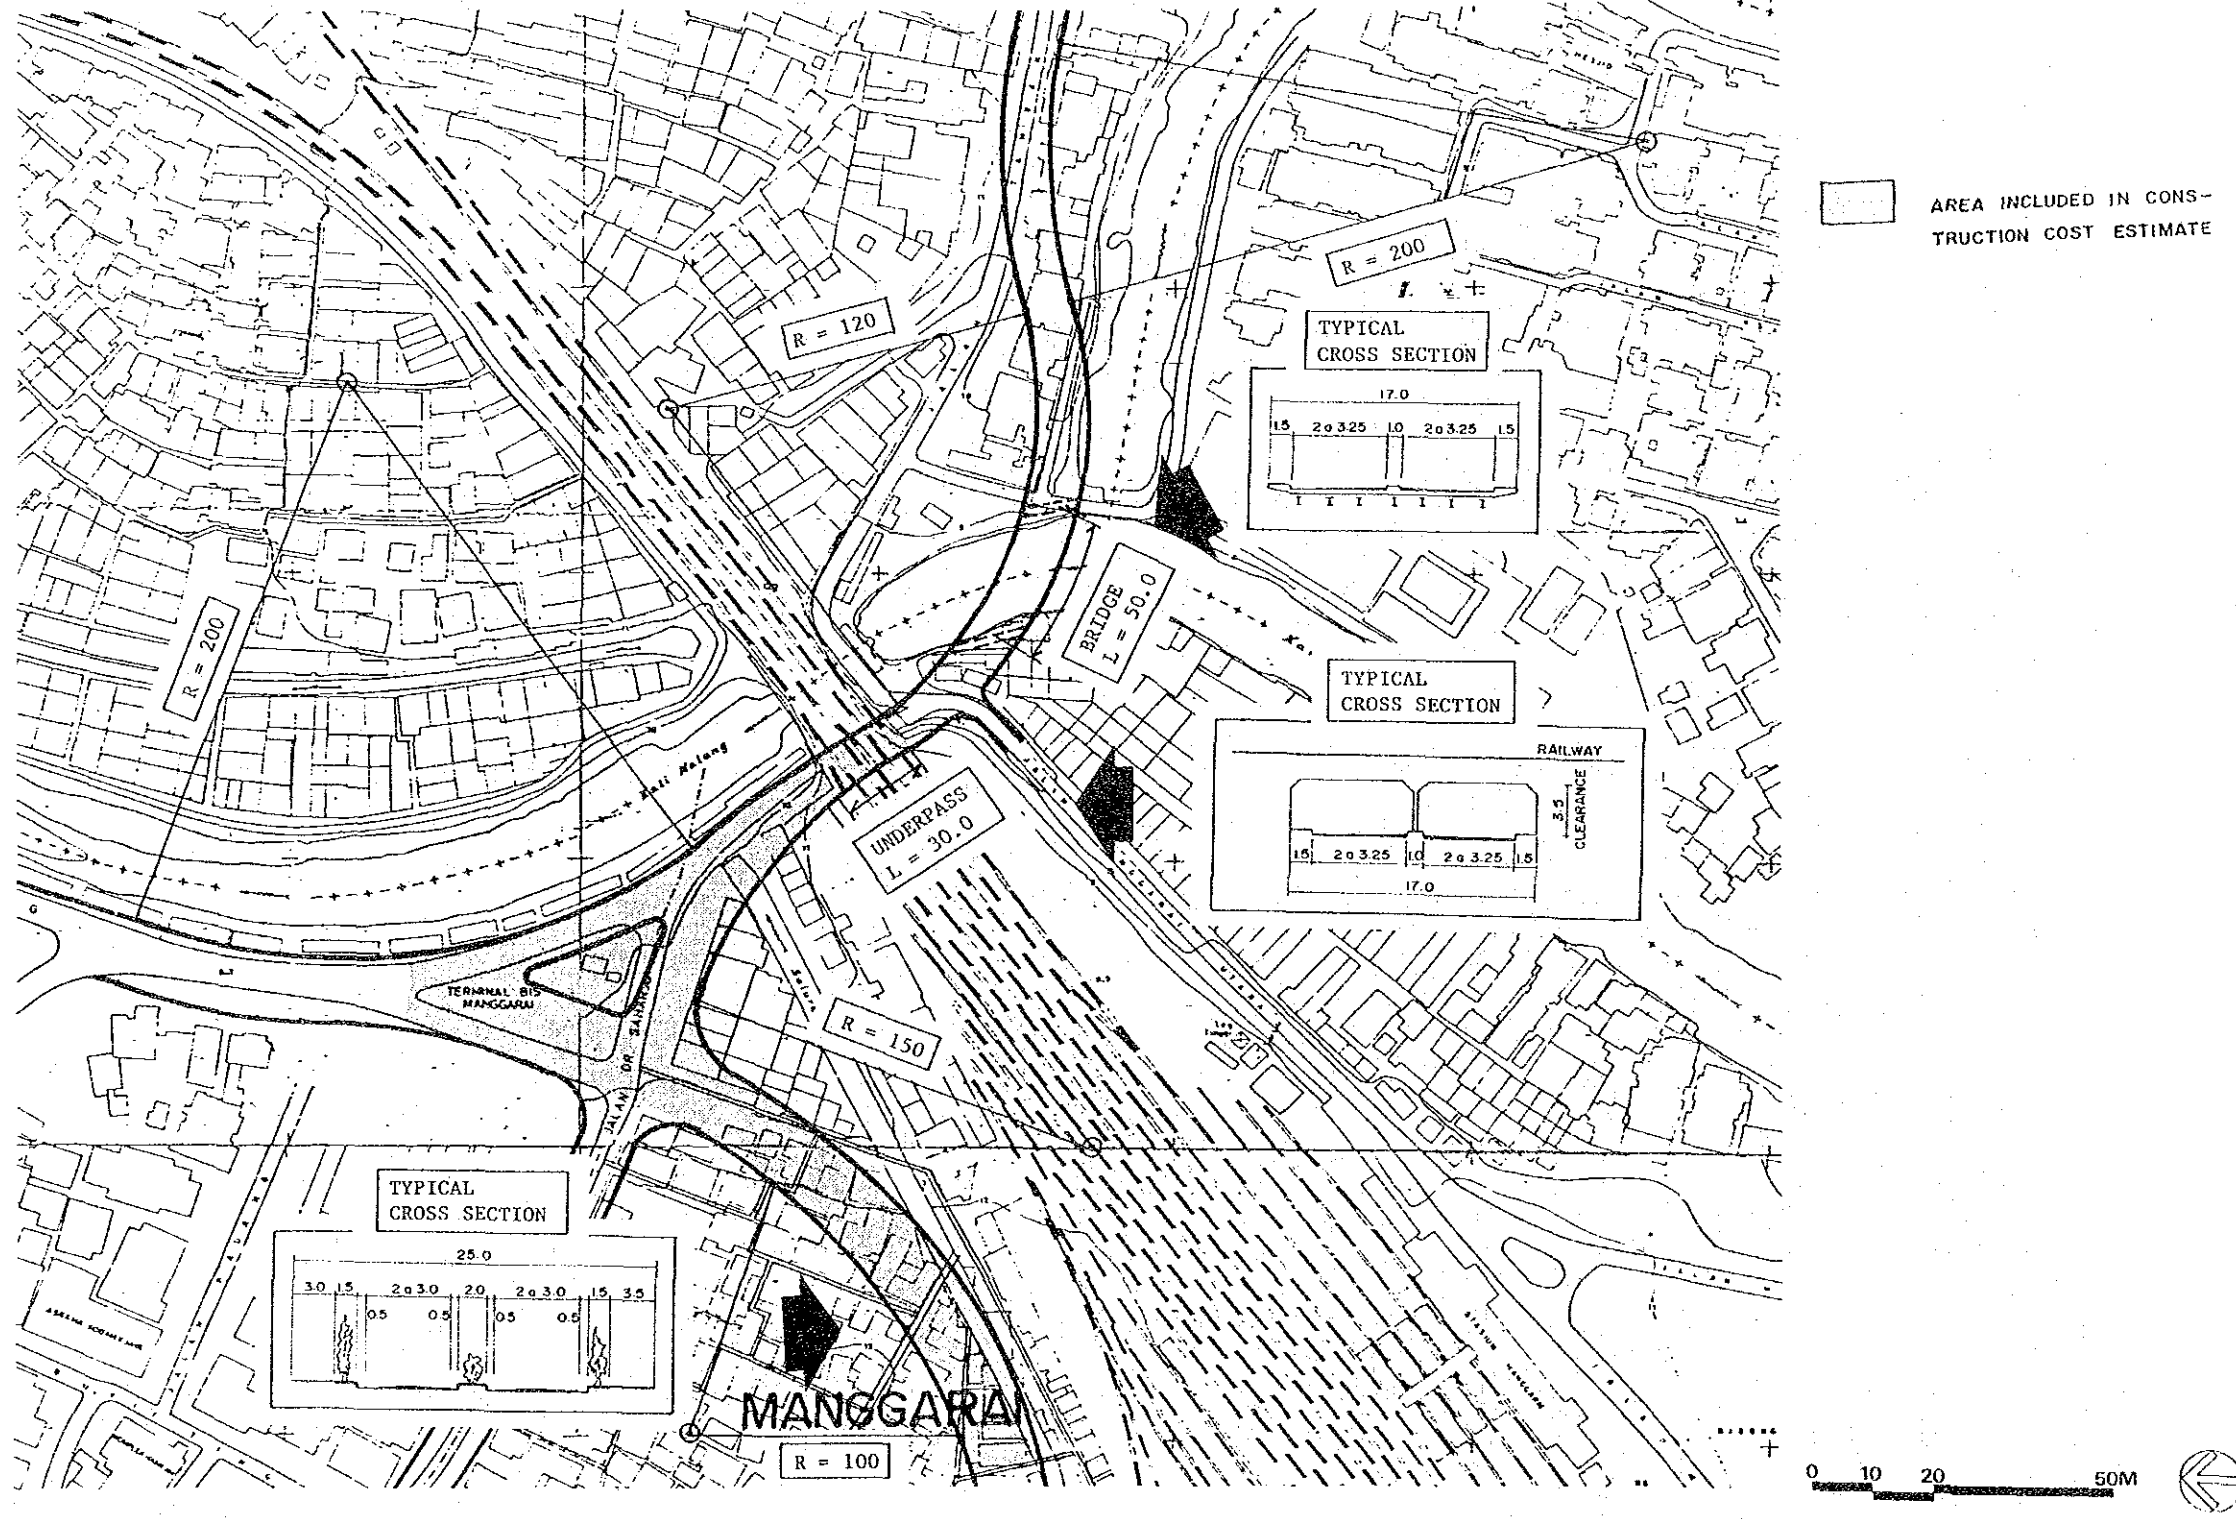 AREA INCLUDED IN CONS-
TRUCTION COST ESTIMATE
R = 200
R = 120
TYPICAL
CROSS SECTION
17.0
1.5 2 a 3.25 1.0 2 a 3.25 1.5
BRIDGE
L = 50.0
R = 200
TYPICAL
CROSS SECTION
RAILWAY
3.5
CLEARANCE
1.5 2 a 3.25 1.0 2 a 3.25 1.5
17.0
Kali Malang
UNDERPASS
L = 30.0
TERMINAL BIS
MANGGARAI
JALAN DR SAHARJO
R = 150
TYPICAL
CROSS SECTION
25.0
3.0 1.5 2 a 3.0 2.0 2 a 3.0 1.5 3.5
0.5 0.5 0.5 0.5
STASIUN MANGGARAI
MANGGARAI
R = 100
0 10 20 50M